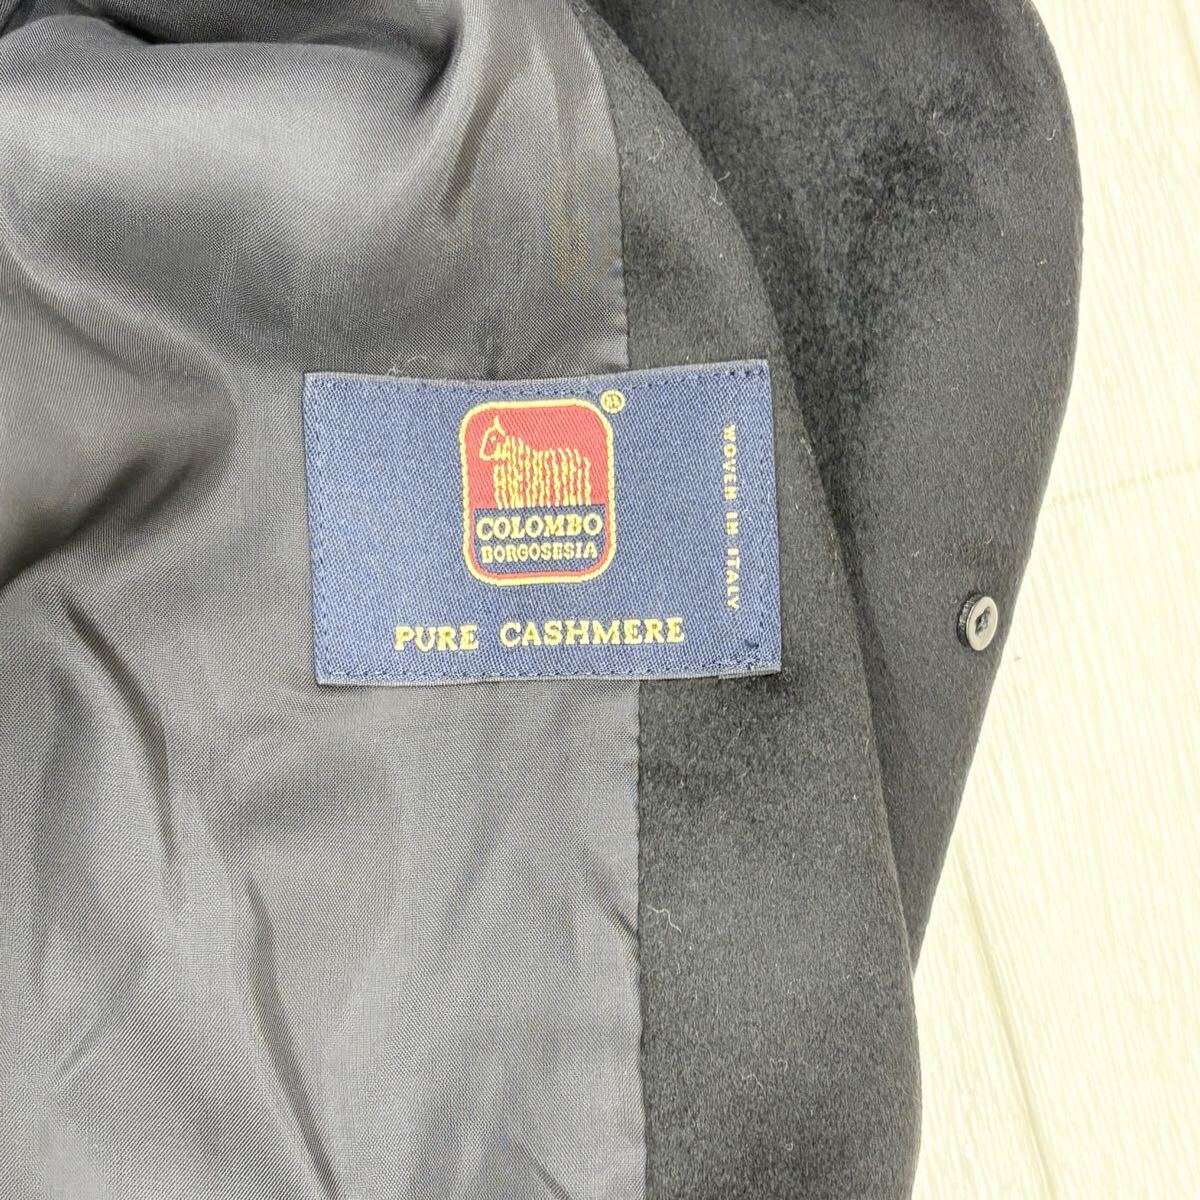 ®
COLOMBO
BORGOSESIA
PURE CASHMERE
WOVEN IN ITALY